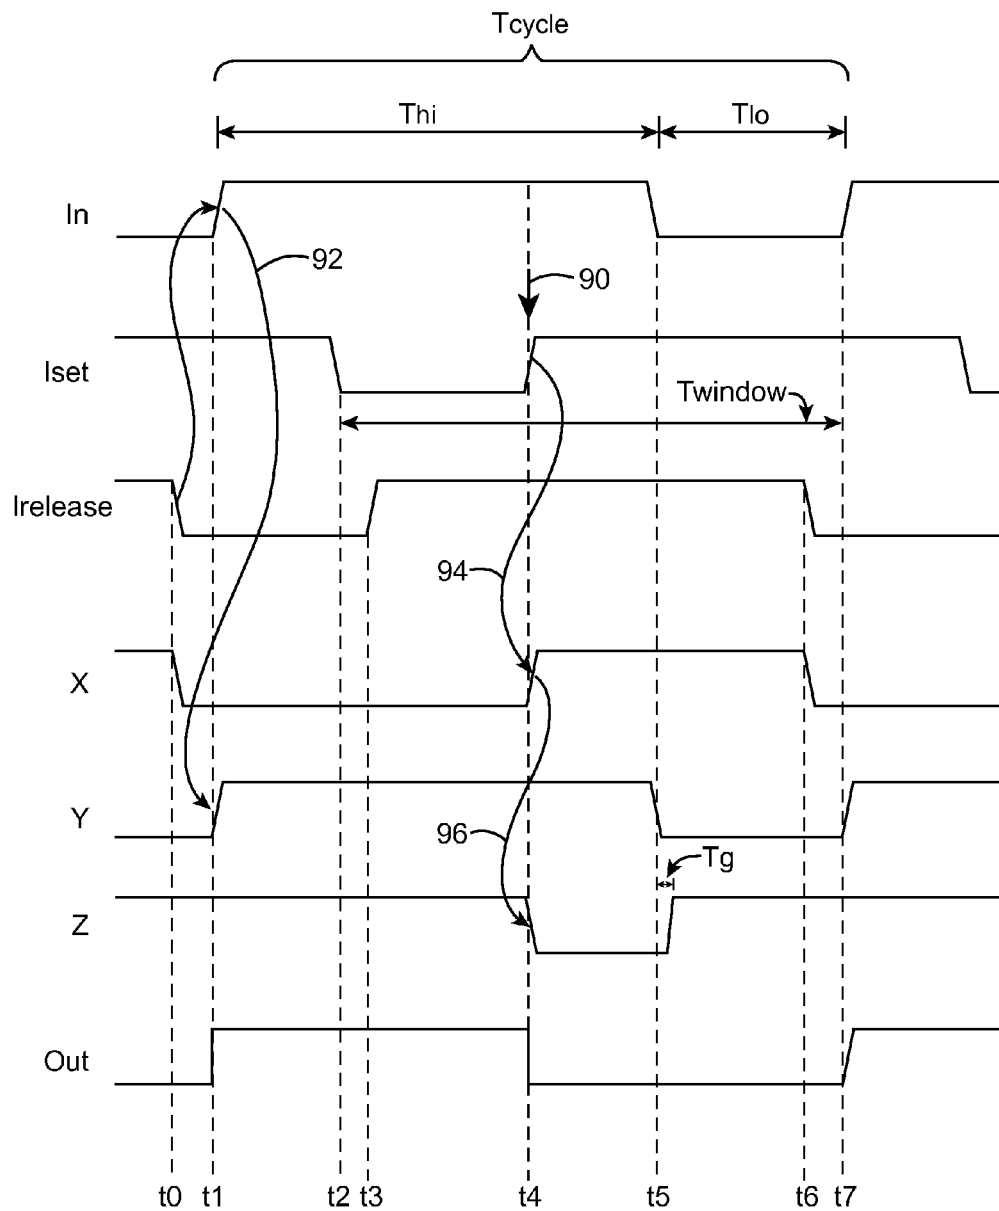 Tcycle
Thi
Tlo
In
92
90
Iset
Twindow
Irelease
94
X
Y
96
Tg
Z
Out
t0 t1 t2 t3 t4 t5 t6 t7